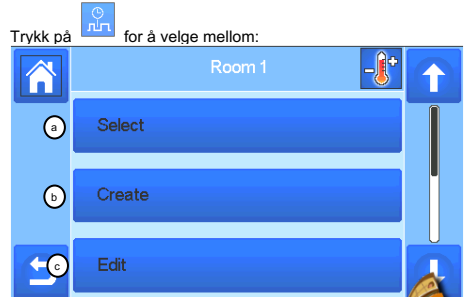 Trykk på for å velge mellom:
Room 1
a Select
b Create
c Edit